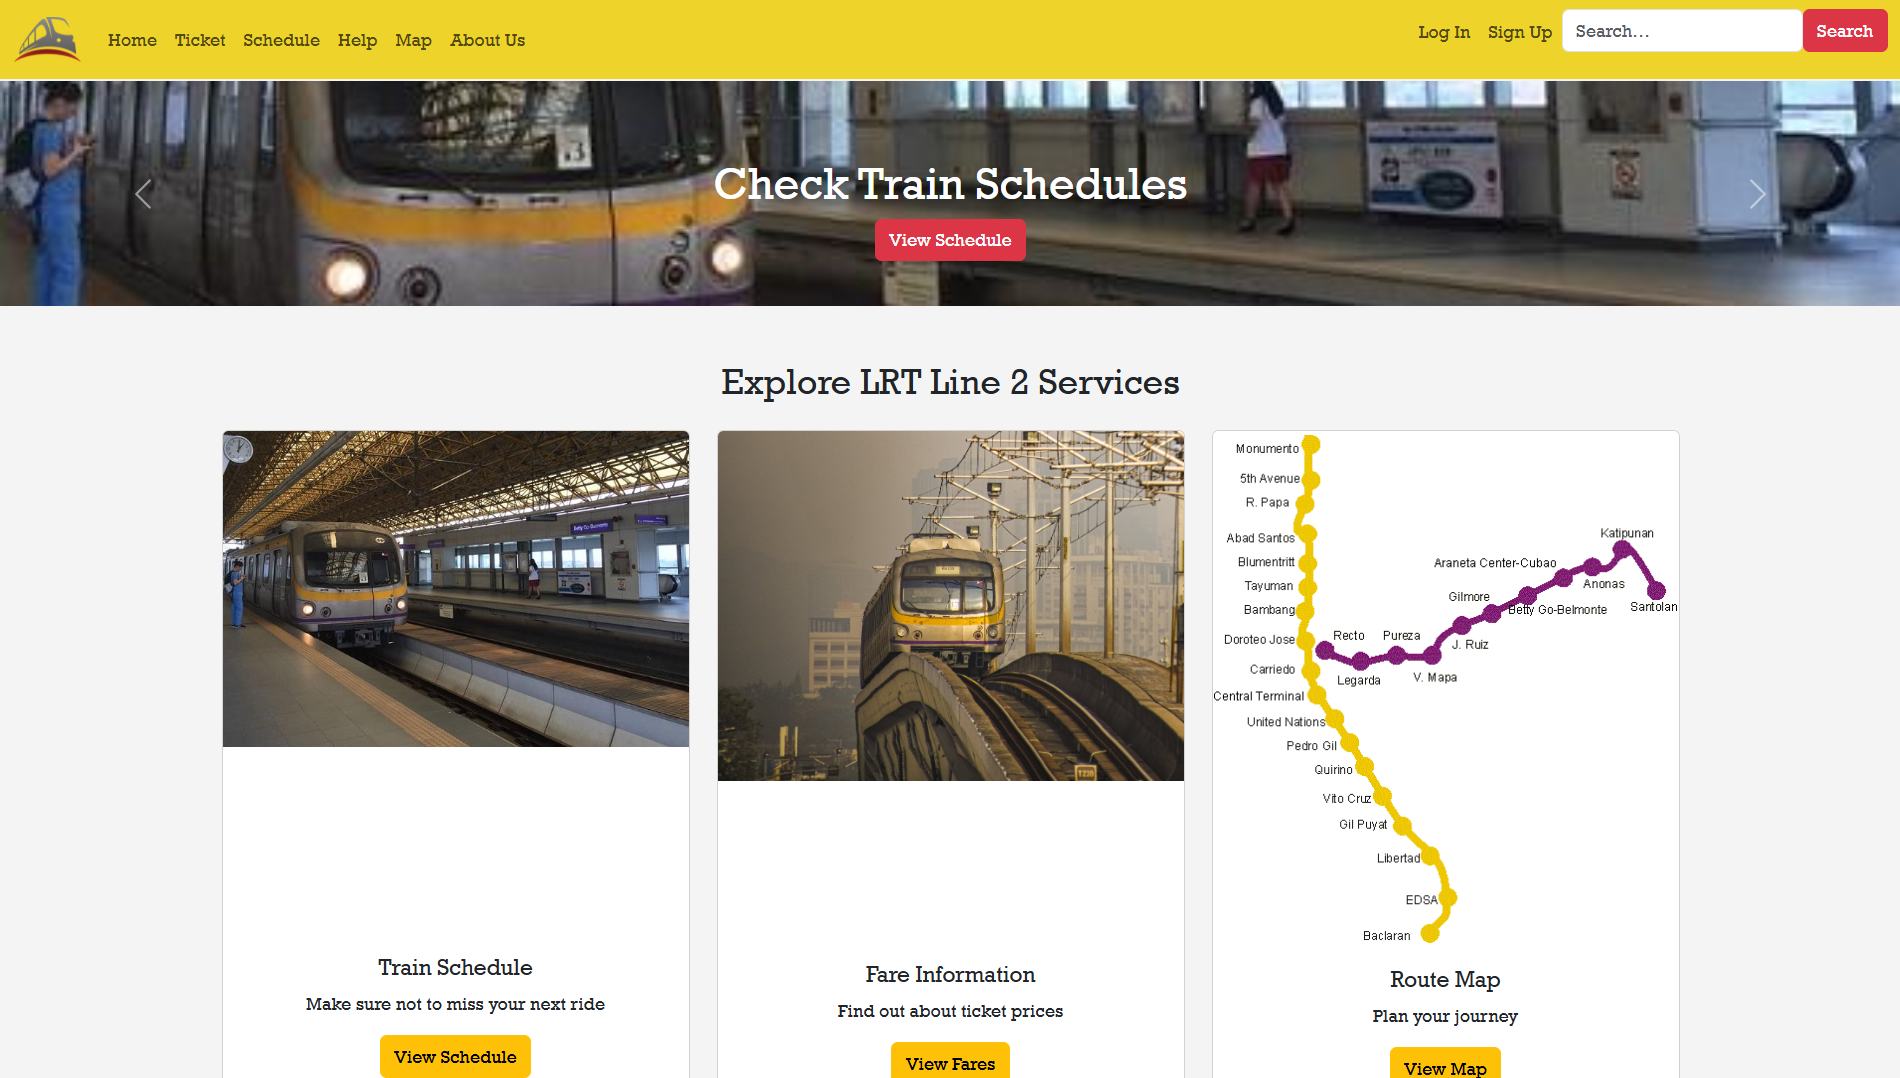 Home Ticket Schedule Help Map About Us
Log In Sign Up Search... Search
Check Train Schedules
View Schedule
Explore LRT Line 2 Services
Train Schedule
Make sure not to miss your next ride
View Schedule
Fare Information
Find out about ticket prices
View Fares
Monumento
5th Avenue
R. Papa
Abad Santos
Blumentritt
Tayuman
Bambang
Doroteo Jose
Carriedo
Central Terminal
United Nations
Pedro Gil
Quirino
Vito Cruz
Gil Puyat
Libertad
EDSA
Baclaran
Recto
Legarda
Pureza
V. Mapa
J. Ruiz
Gilmore
Betty Go-Belmonte
Araneta Center-Cubao
Anonas
Katipunan
Santolan
Route Map
Plan your journey
View Map